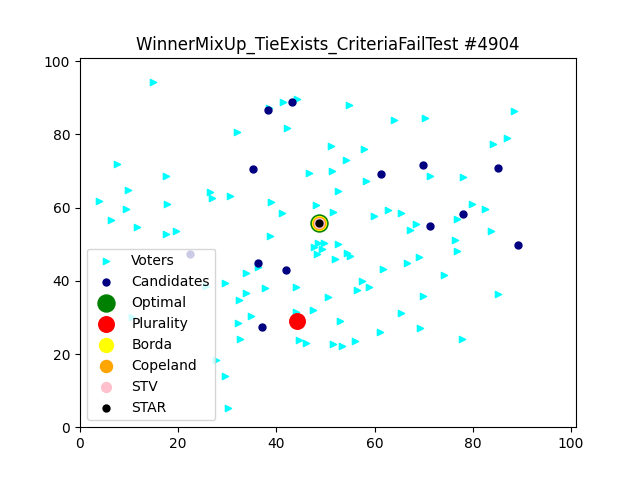 WinnerMixUp_TieExists_CriteriaFailTest #4904
100
80
60
40
20
0
Voters
Candidates
Optimal
Plurality
Borda
Copeland
STV
STAR
0 20 40 60 80 100